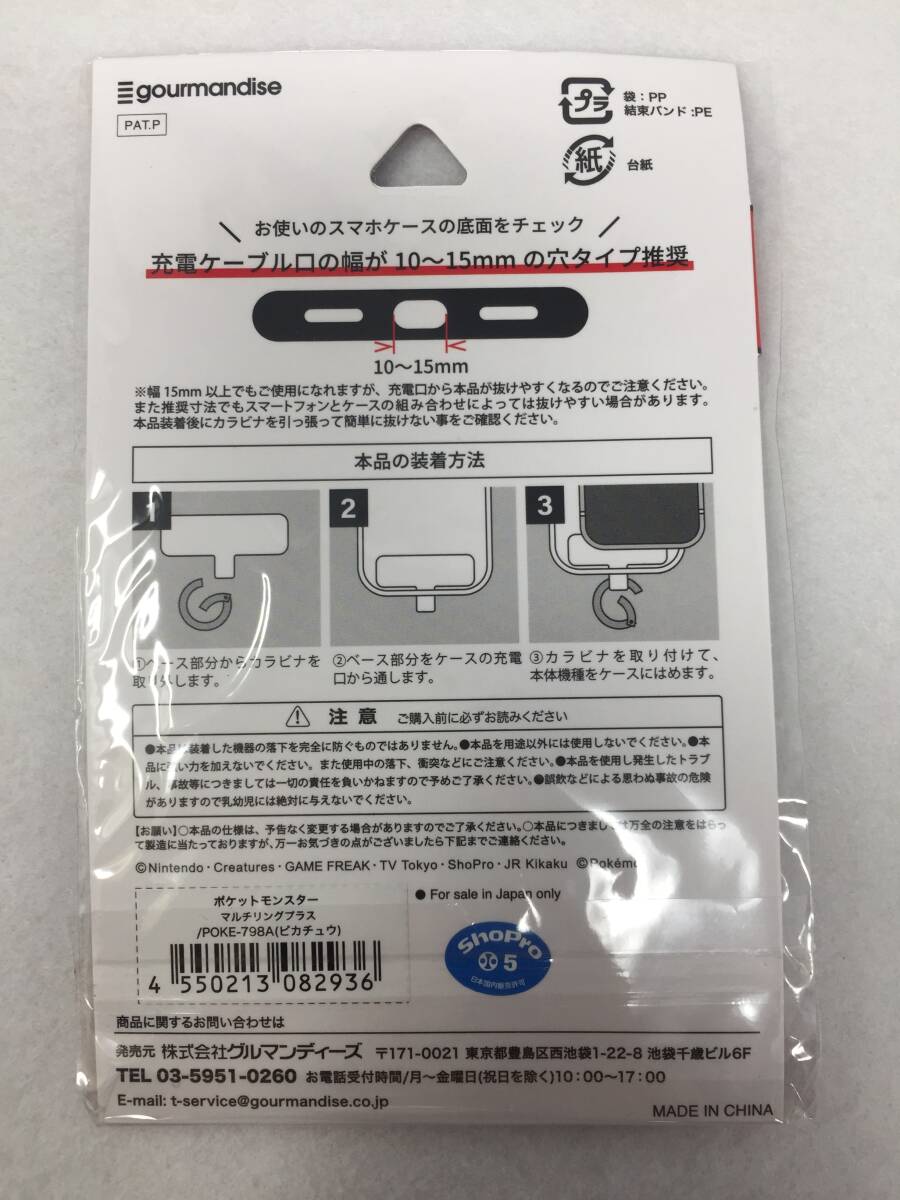 gourmandise
PAT.P
プラ
袋：PP
結束バンド:PE
紙
台紙
お使いのスマホケースの底面をチェック
充電ケーブル口の幅が10〜15mmの穴タイプ推奨
10〜15mm
※幅15mm以上でもご使用になれますが、充電口から本品が抜けやすくなるのでご注意ください。
また推奨寸法でもスマートフォンとケースの組み合わせによっては抜けやすい場合があります。
本品装着後にカラビナを引っ張って簡単に抜けない事をご確認ください。
本品の装着方法
1
2
3
①ベース部分からカラビナを
取り外します。
②ベース部分をケースの充電
口から通します。
③カラビナを取り付けて、
本体機種をケースにはめます。
注意 ご購入前に必ずお読みください
●本品は装着した機器の落下を完全に防ぐものではありません。●本品を用途以外には使用しないでください。●本
品に強い力を加えないでください。また使用中の落下、衝突などにご注意ください。●本品を使用し発生したトラブ
ル、事故等につきましては一切の責任を負いかねますので予めご了承ください。●誤飲などによる思わぬ事故の危険
がありますので乳幼児には絶対に与えないでください。
【お願い】○本品の仕様は、予告なく変更する場合がありますのでご了承ください。○本品につきましては万全の注意をはらっ
て製造に当たっておりますが、万一お気づきの点がございましたら下記までご連絡ください。
©Nintendo・Creatures・GAME FREAK・TV Tokyo・ShoPro・JR Kikaku ©Pokémo
● For sale in Japan only
ポケットモンスター
マルチリングプラス
/POKE-798A(ピカチュウ)
4 550213 082936
ShoPro
5
日本国内販売許可
商品に関するお問い合わせは
発売元 株式会社グルマンディーズ 〒171-0021 東京都豊島区西池袋1-22-8 池袋千歳ビル6F
TEL 03-5951-0260 お電話受付時間/月〜金曜日(祝日を除く)10：00〜17：00
E-mail: t-service@gourmandise.co.jp
MADE IN CHINA